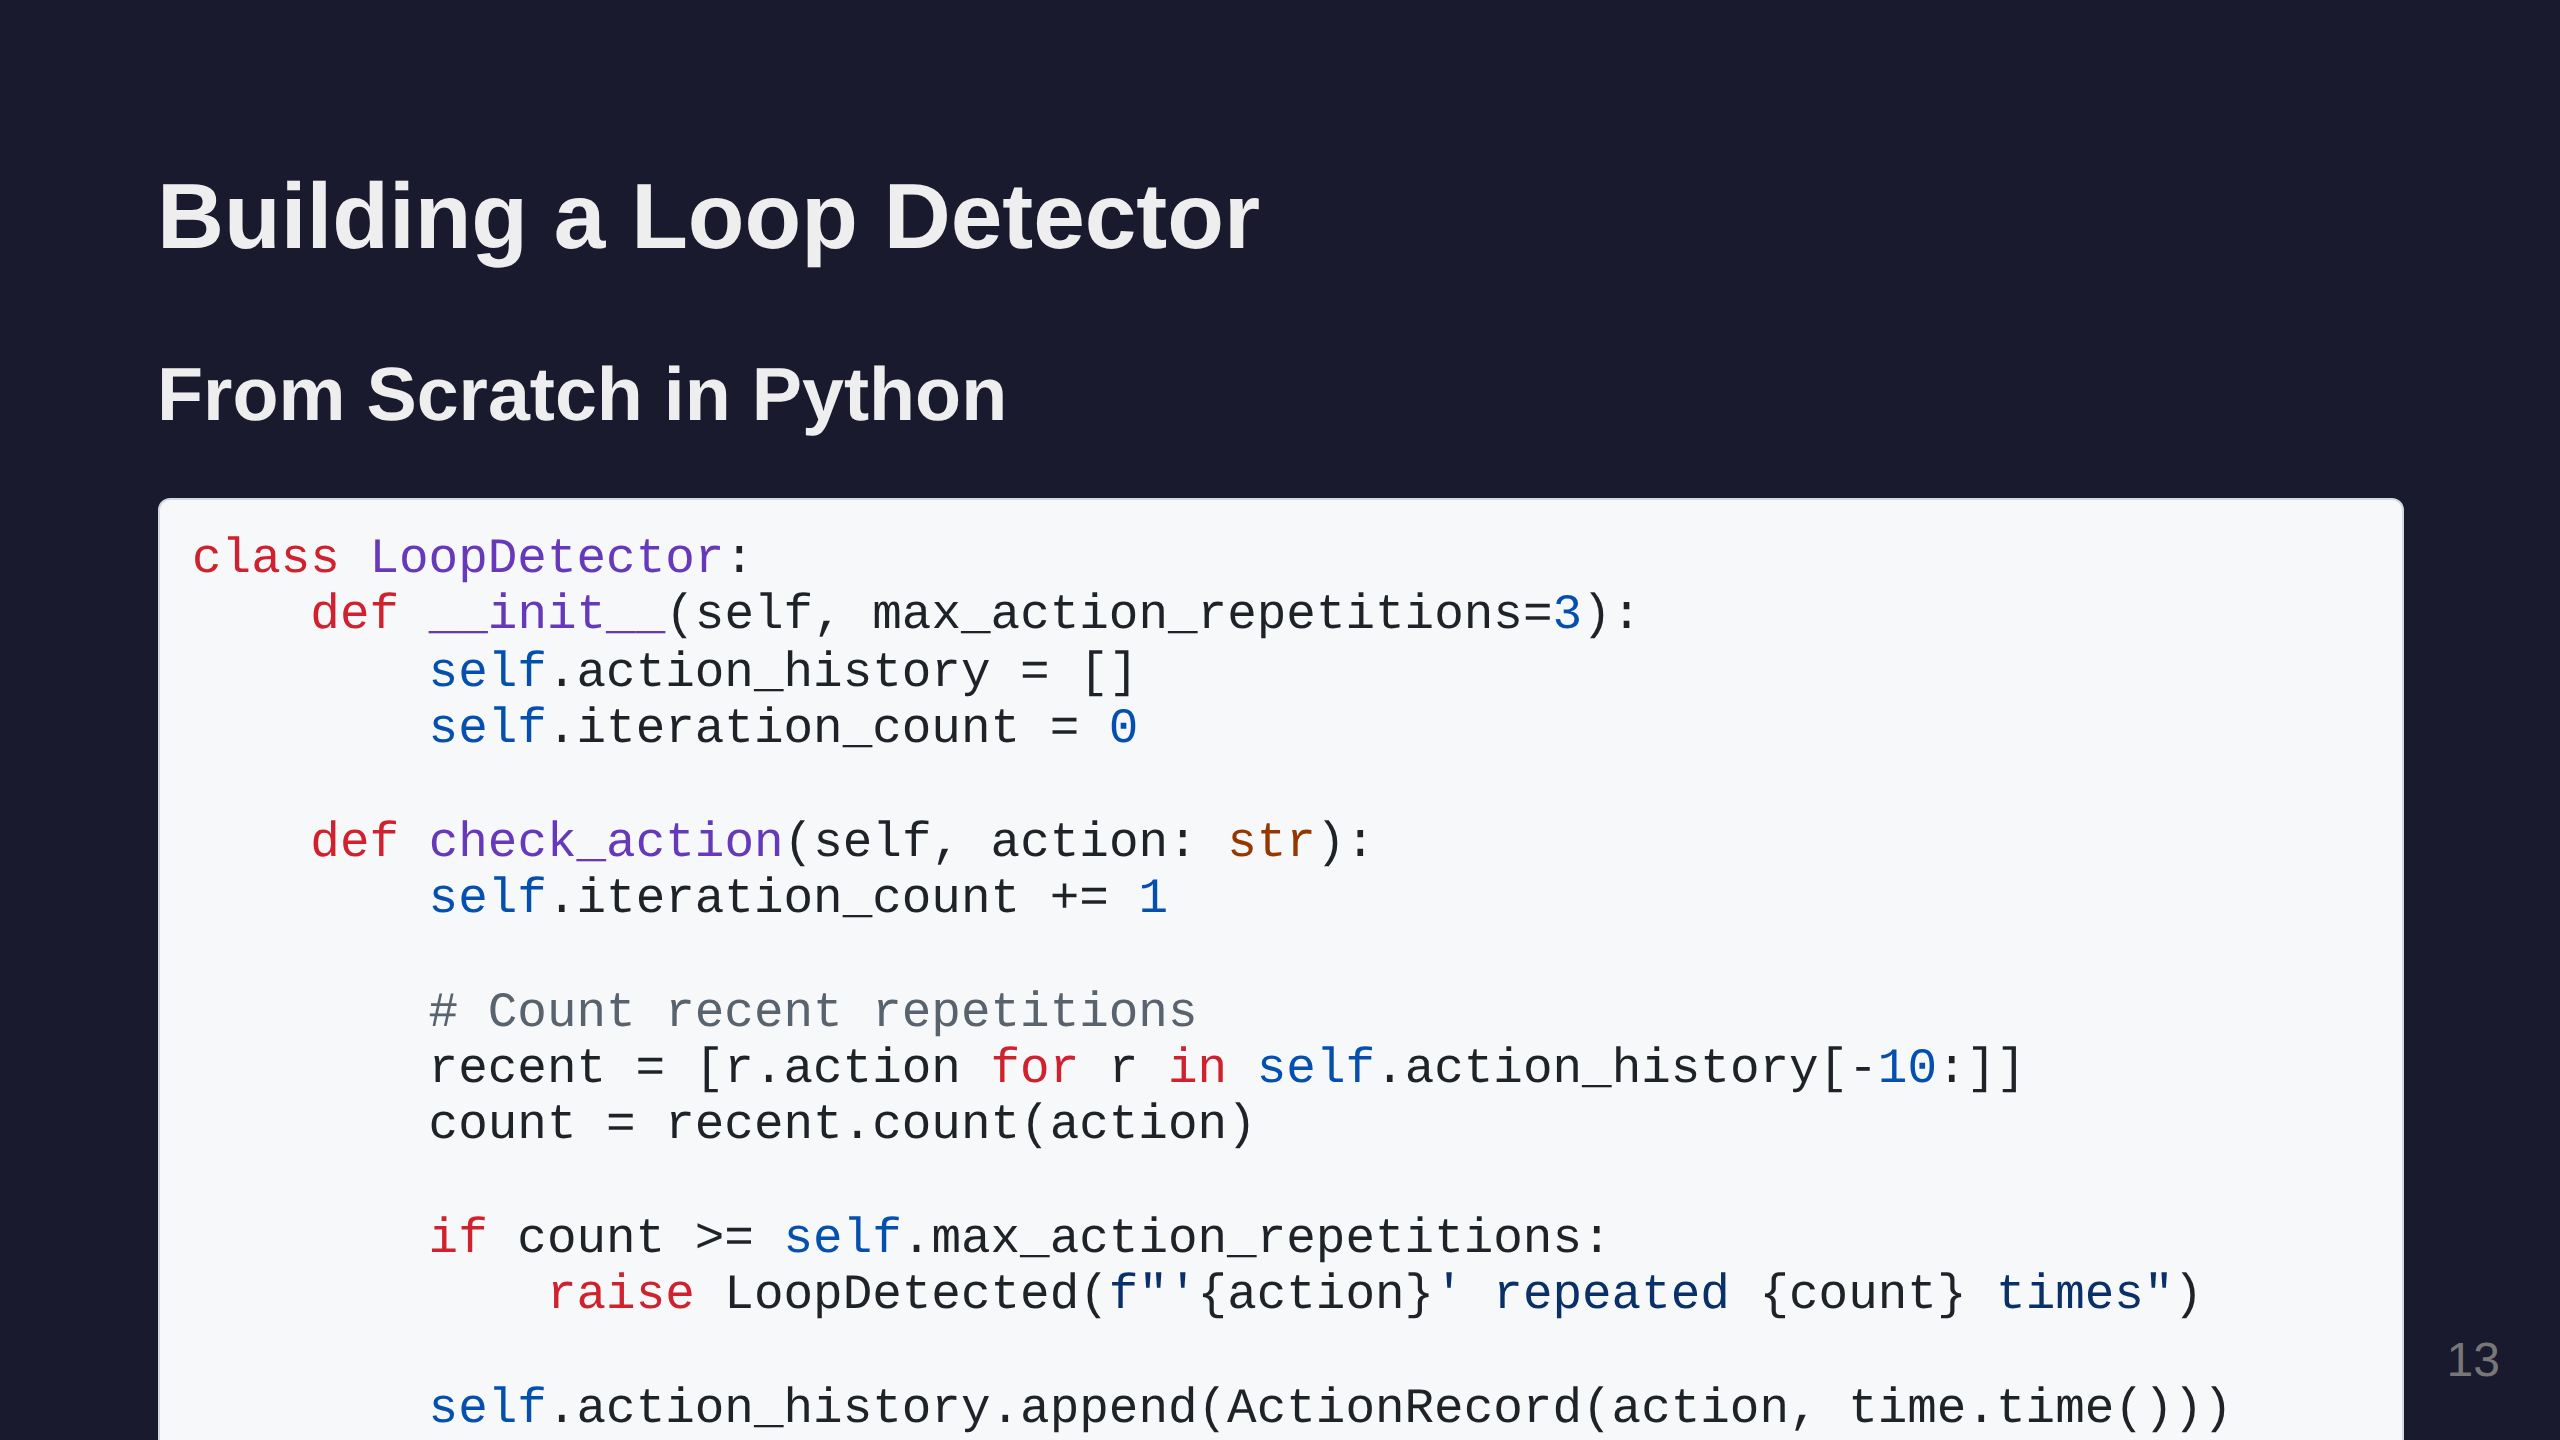 Building a Loop Detector
From Scratch in Python
class LoopDetector:
    def __init__(self, max_action_repetitions=3):
        self.action_history = []
        self.iteration_count = 0

    def check_action(self, action: str):
        self.iteration_count += 1

        # Count recent repetitions
        recent = [r.action for r in self.action_history[-10:]]
        count = recent.count(action)

        if count >= self.max_action_repetitions:
            raise LoopDetected(f"'{action}' repeated {count} times")

        self.action_history.append(ActionRecord(action, time.time()))
13